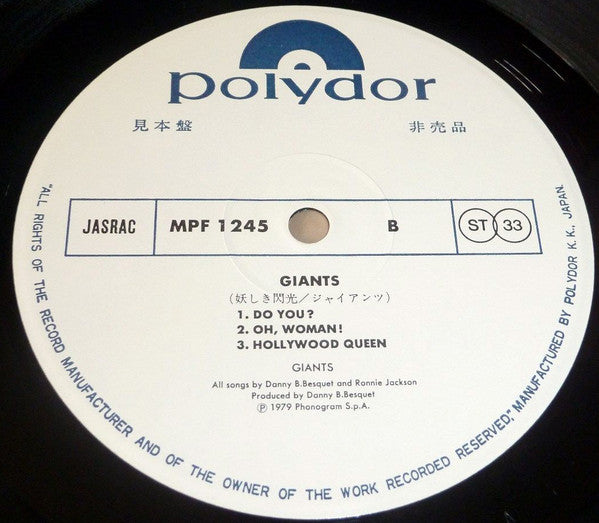 polydor
見本盤 非売品
JASRAC MPF 1245 B ST 33
GIANTS
(妖しき閃光/ジャイアンツ)
1. DO YOU?
2. OH, WOMAN!
3. HOLLYWOOD QUEEN
GIANTS
All songs by Danny B.Besquet and Ronnie Jackson
Produced by Danny B.Besquet
Ⓟ 1979 Phonogram S.p.A.
"ALL RIGHTS OF THE RECORD MANUFACTURER AND OF THE OWNER OF THE WORK RECORDED RESERVED," MANUFACTURED BY POLYDOR K.K., JAPAN.